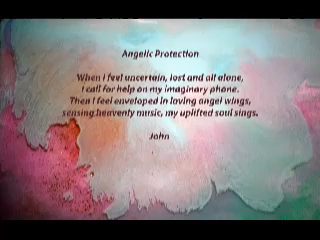 Angelic Protection
When I feel uncertain, lost and all alone,
I call for help on my imaginary phone.
Then I feel enveloped in loving angel wings,
sensing heavenly music, my uplifted soul sings.
John